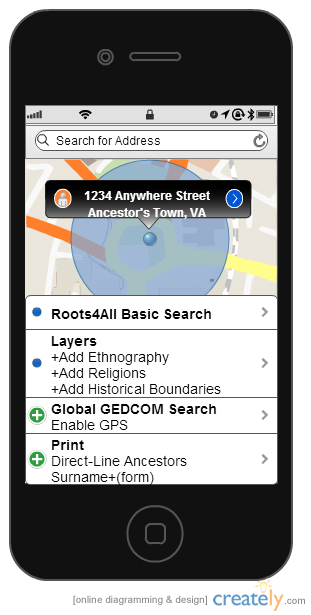 Search for Address
1234 Anywhere Street
Ancestor's Town, VA
Roots4All Basic Search
Layers
+Add Ethnography
+Add Religions
+Add Historical Boundaries
Global GEDCOM Search
Enable GPS
Print
Direct-Line Ancestors
Surname+(form)
[online diagramming & design] creately.com